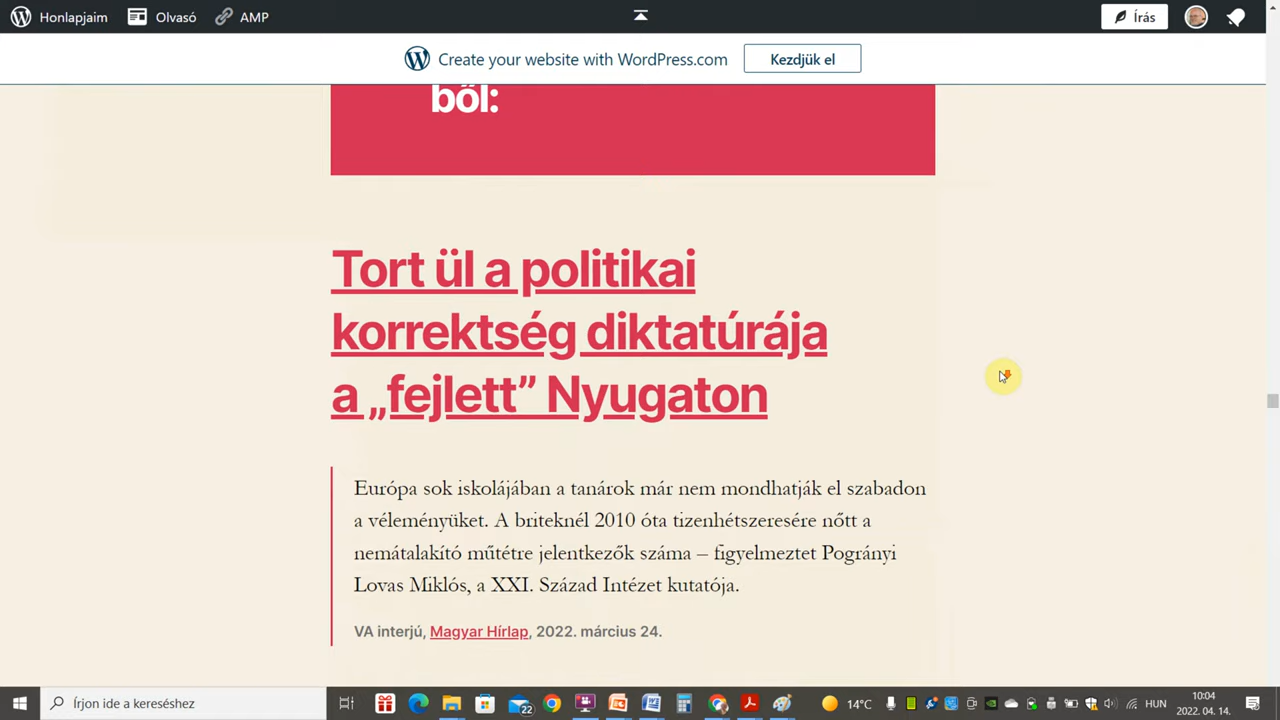 Honlapjaim
Olvasó
AMP
Írás
Create your website with WordPress.com
Kezdjük el
ből:
Tort ül a politikai
korrektség diktatúrája
a „fejlett” Nyugaton
Európa sok iskolájában a tanárok már nem mondhatják el szabadon
a véleményüket. A briteknél 2010 óta tizenhétszeresére nőtt a
nemátalakító műtétre jelentkezők száma – figyelmeztet Pogrányi
Lovas Miklós, a XXI. Század Intézet kutatója.
VA interjú, Magyar Hírlap, 2022. március 24.
Írjon ide a kereséshez
22
14°C
HUN
10:04
2022. 04. 14.